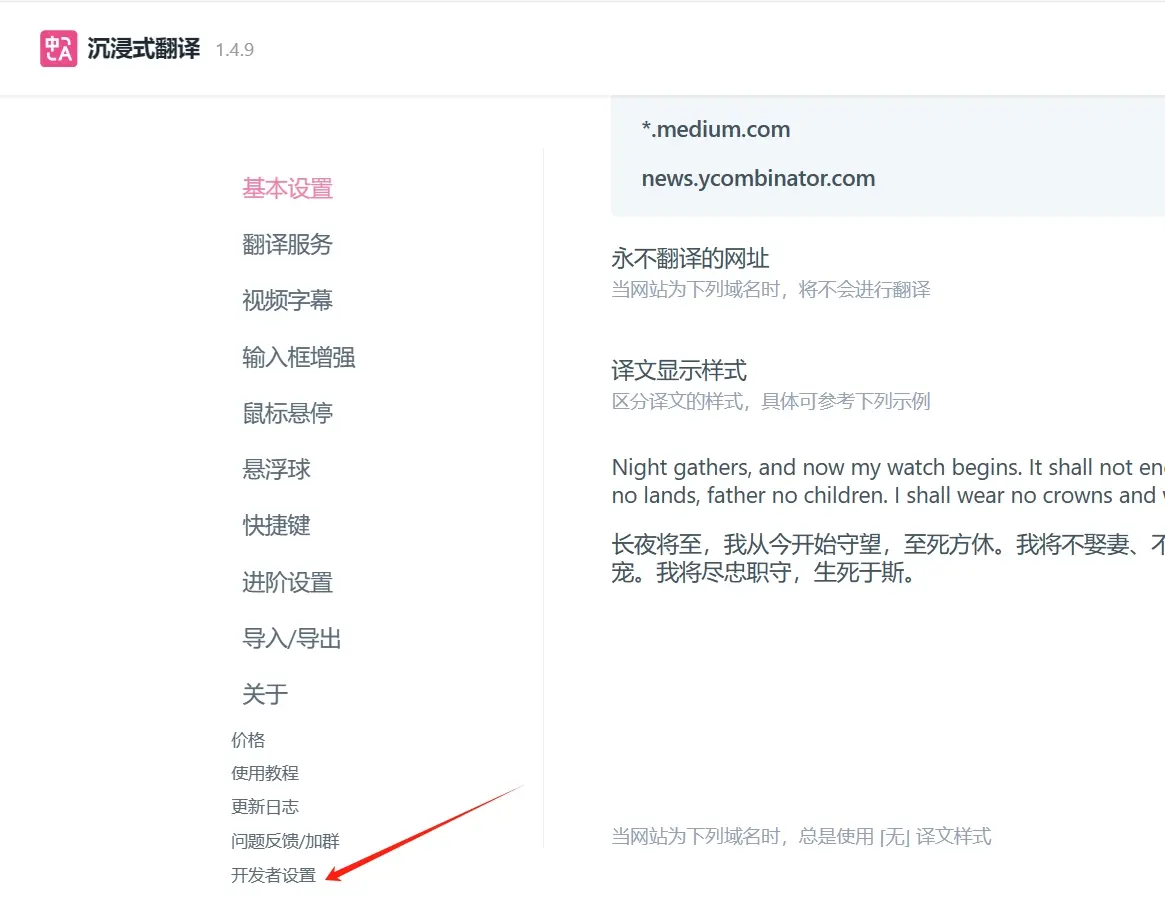 沉浸式翻译 1.4.9
基本设置
翻译服务
视频字幕
输入框增强
鼠标悬停
悬浮球
快捷键
进阶设置
导入/导出
关于
价格
使用教程
更新日志
问题反馈/加群
开发者设置
*.medium.com
news.ycombinator.com
永不翻译的网址
当网站为下列域名时，将不会进行翻译
译文显示样式
区分译文的样式，具体可参考下列示例
Night gathers, and now my watch begins. It shall not en
no lands, father no children. I shall wear no crowns and
长夜将至，我从今开始守望，至死方休。我将不娶妻、不
宠。我将尽忠职守，生死于斯。
当网站为下列域名时，总是使用 [无] 译文样式